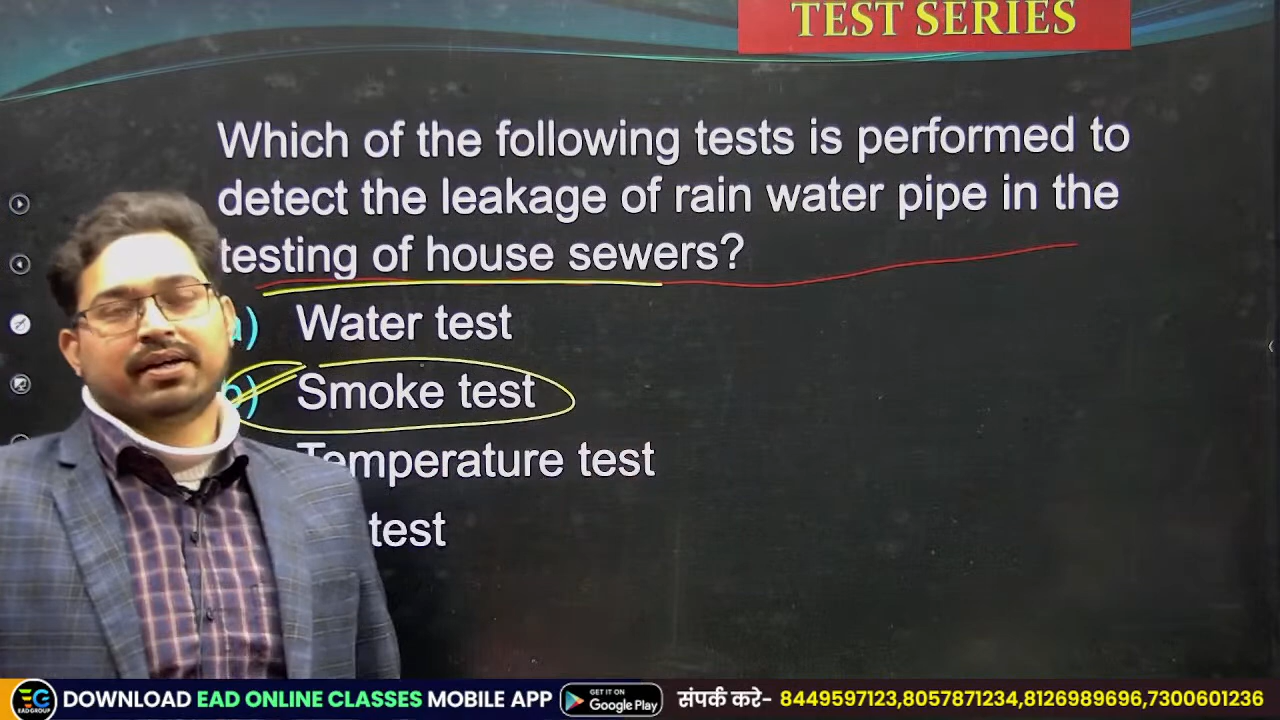 TEST SERIES
Which of the following tests is performed to
detect the leakage of rain water pipe in the
testing of house sewers?
a) Water test
b) Smoke test
Temperature test
test
EAD GROUP DOWNLOAD EAD ONLINE CLASSES MOBILE APP GET IT ON Google Play संपर्क करे- 8449597123,8057871234,8126989696,7300601236